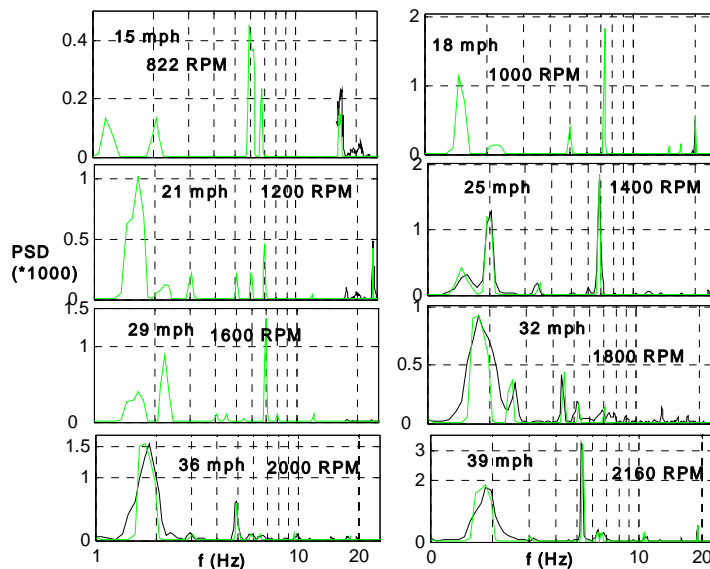 0.4
0.2
0
15 mph
822 RPM
2
1
0
18 mph
1000 RPM
1
0.5
0
21 mph
1200 RPM
2
1
0
25 mph
1400 RPM
PSD
(*1000)
1.5
1
0
29 mph
1600 RPM
1
0.5
0
32 mph
1800 RPM
1.5
1
0
36 mph
2000 RPM
3
2
1
0
39 mph
2160 RPM
1 f (Hz) 10 20
0 f (Hz) 10 20